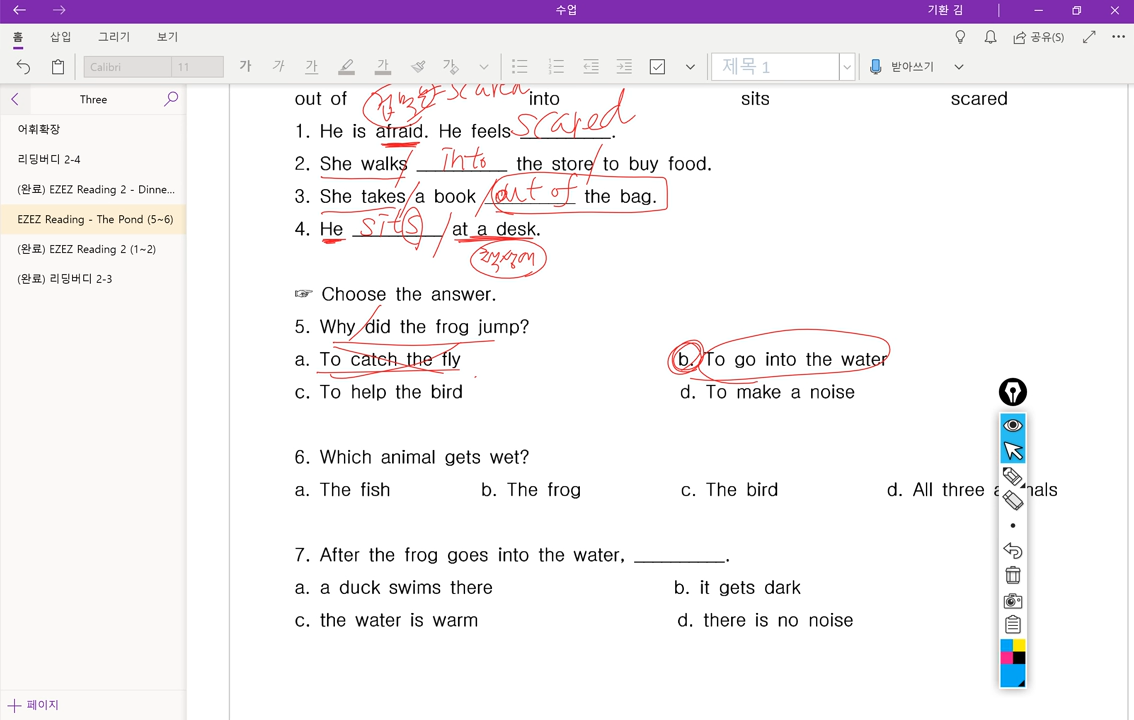 수업
기환 김
홈 삽입 그리기 보기
공유(S)
Calibri 11 가 가 가 가 제목 1 받아쓰기
Three
어휘확장
리딩버디 2-4
(완료) EZEZ Reading 2 - Dinne...
EZEZ Reading - The Pond (5~6)
(완료) EZEZ Reading 2 (1~2)
(완료) 리딩버디 2-3
페이지
scared
out of into sits scared
1. He is afraid. He feels scared.
2. She walks / into the store / to buy food.
3. She takes / a book / out of the bag.
4. He sits / at a desk.
책상에
☞ Choose the answer.
5. Why / did the frog jump?
a. To catch the fly b. To go into the water
c. To help the bird d. To make a noise
6. Which animal gets wet?
a. The fish b. The frog c. The bird d. All three a mals
7. After the frog goes into the water, __________.
a. a duck swims there b. it gets dark
c. the water is warm d. there is no noise